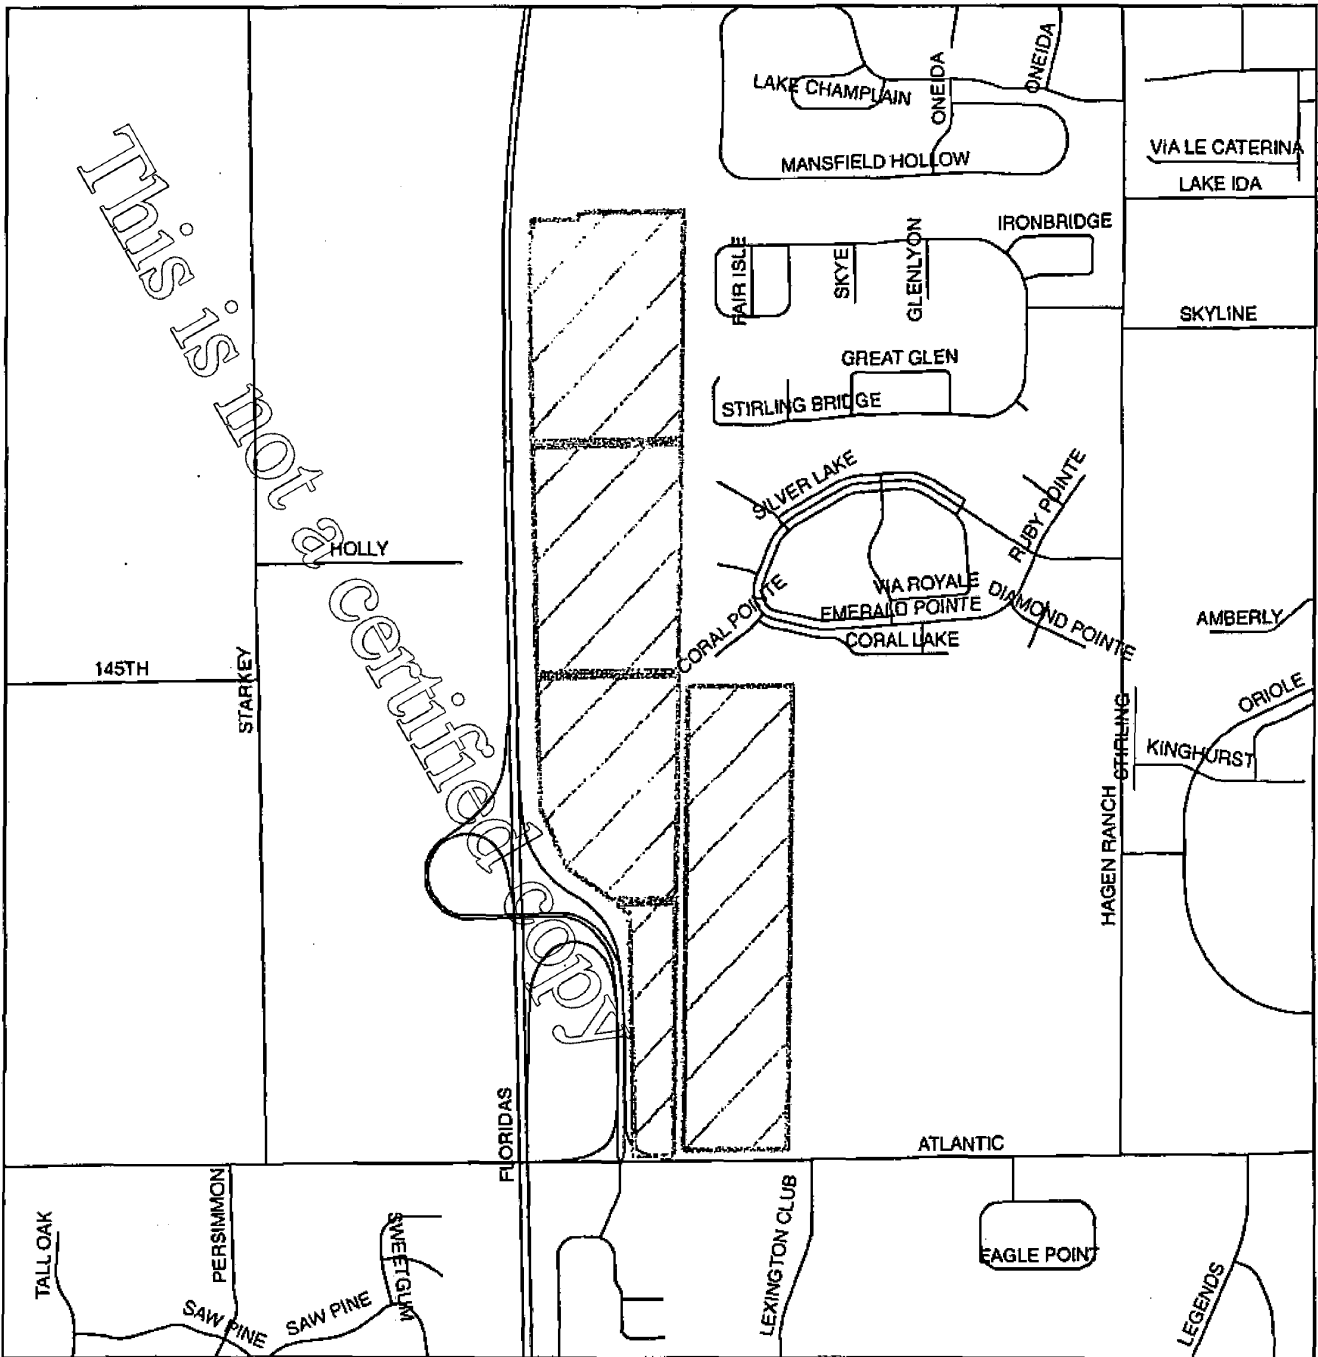 LAKE CHAMPLAIN
ONEIDA
ONEIDA
MANSFIELD HOLLOW
VIA LE CATERINA
LAKE IDA
IRONBRIDGE
FAIR ISLE
SKYE
GLENLYON
SKYLINE
GREAT GLEN
STIRLING BRIDGE
SILVER LAKE
RUBY POINTE
HOLLY
VIA ROYALE
CORAL POINTE
EMERALD POINTE
DIAMOND POINTE
CORAL LAKE
AMBERLY
145TH
STARKEY
ORIOLE
STIRLING
KINGHURST
HAGEN RANCH
FLORIDAS
ATLANTIC
TALL OAK
PERSIMMON
SWEETGUM
SAW PINE
SAW PINE
LEXINGTON CLUB
EAGLE POINT
LEGENDS
This is not a certified copy